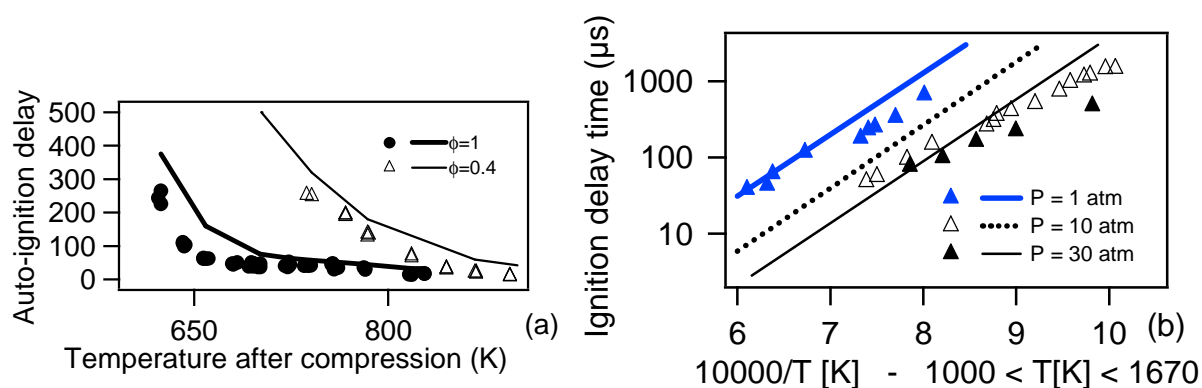 Auto-ignition delay
500
400
300
200
100
0
ϕ=1
ϕ=0.4
650
800
(a)
Temperature after compression (K)
Ignition delay time (µs)
1000
100
10
P = 1 atm
P = 10 atm
P = 30 atm
6
7
8
9
10
(b)
10000/T [K] - 1000 < T[K] < 1670